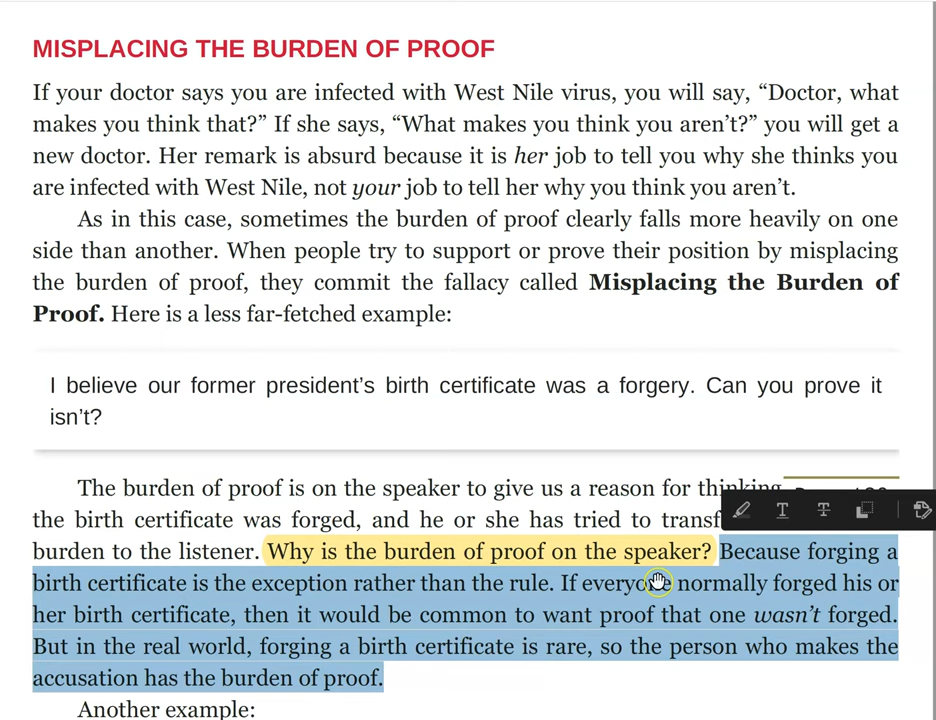 MISPLACING THE BURDEN OF PROOF
If your doctor says you are infected with West Nile virus, you will say, “Doctor, what
makes you think that?” If she says, “What makes you think you aren’t?” you will get a
new doctor. Her remark is absurd because it is her job to tell you why she thinks you
are infected with West Nile, not your job to tell her why you think you aren’t.
As in this case, sometimes the burden of proof clearly falls more heavily on one
side than another. When people try to support or prove their position by misplacing
the burden of proof, they commit the fallacy called Misplacing the Burden of
Proof. Here is a less far-fetched example:
I believe our former president’s birth certificate was a forgery. Can you prove it
isn’t?
The burden of proof is on the speaker to give us a reason for thinking
the birth certificate was forged, and he or she has tried to transf
burden to the listener. Why is the burden of proof on the speaker? Because forging a
birth certificate is the exception rather than the rule. If everyone normally forged his or
her birth certificate, then it would be common to want proof that one wasn’t forged.
But in the real world, forging a birth certificate is rare, so the person who makes the
accusation has the burden of proof.
Another example: